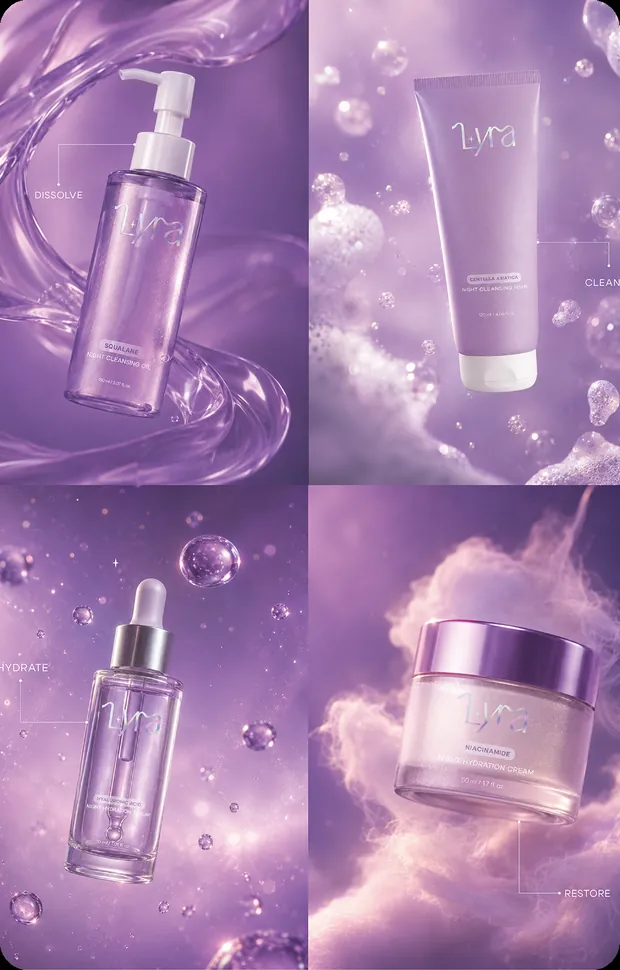 DISSOLVE
Lyra
SQUALANE
NIGHT CLEANSING OIL
Lyra
CENTELLA ASIATICA
NIGHT CLEANSING FOAM
CLEAN
HYDRATE
Lyra
HYALURONIC ACID
Lyra
NIACINAMIDE
HYDRATION CREAM
50 ml / 1.7 fl oz
RESTORE